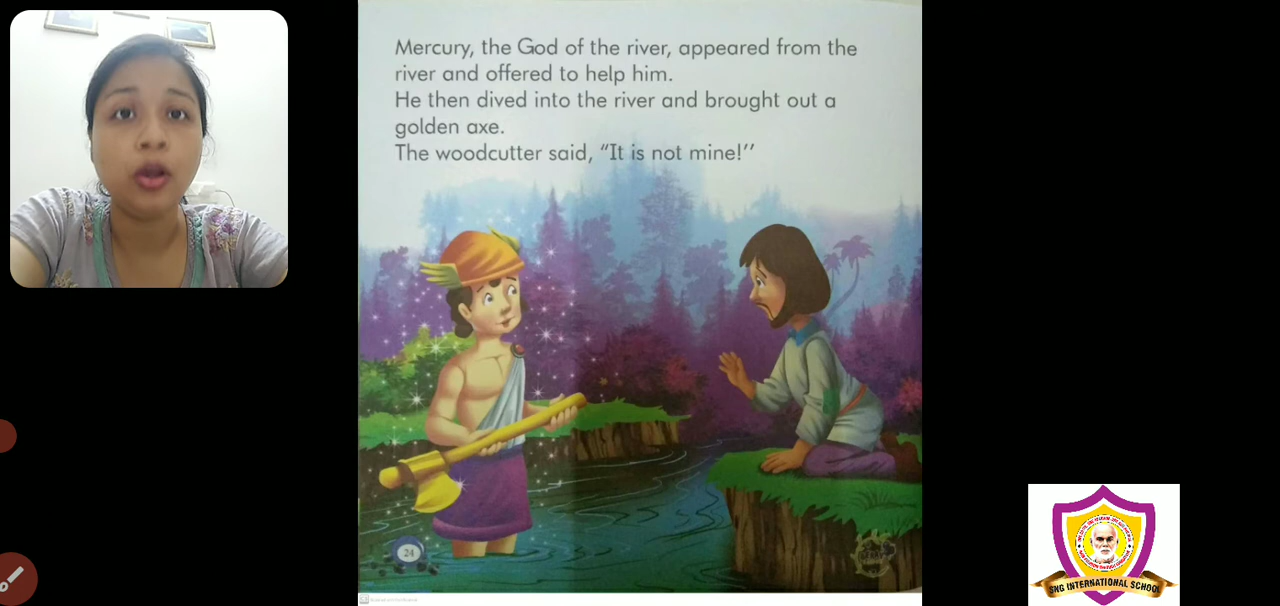 Mercury, the God of the river, appeared from the
river and offered to help him.
He then dived into the river and brought out a
golden axe.
The woodcutter said, “It is not mine!’’
24
SNG INTERNATIONAL SCHOOL